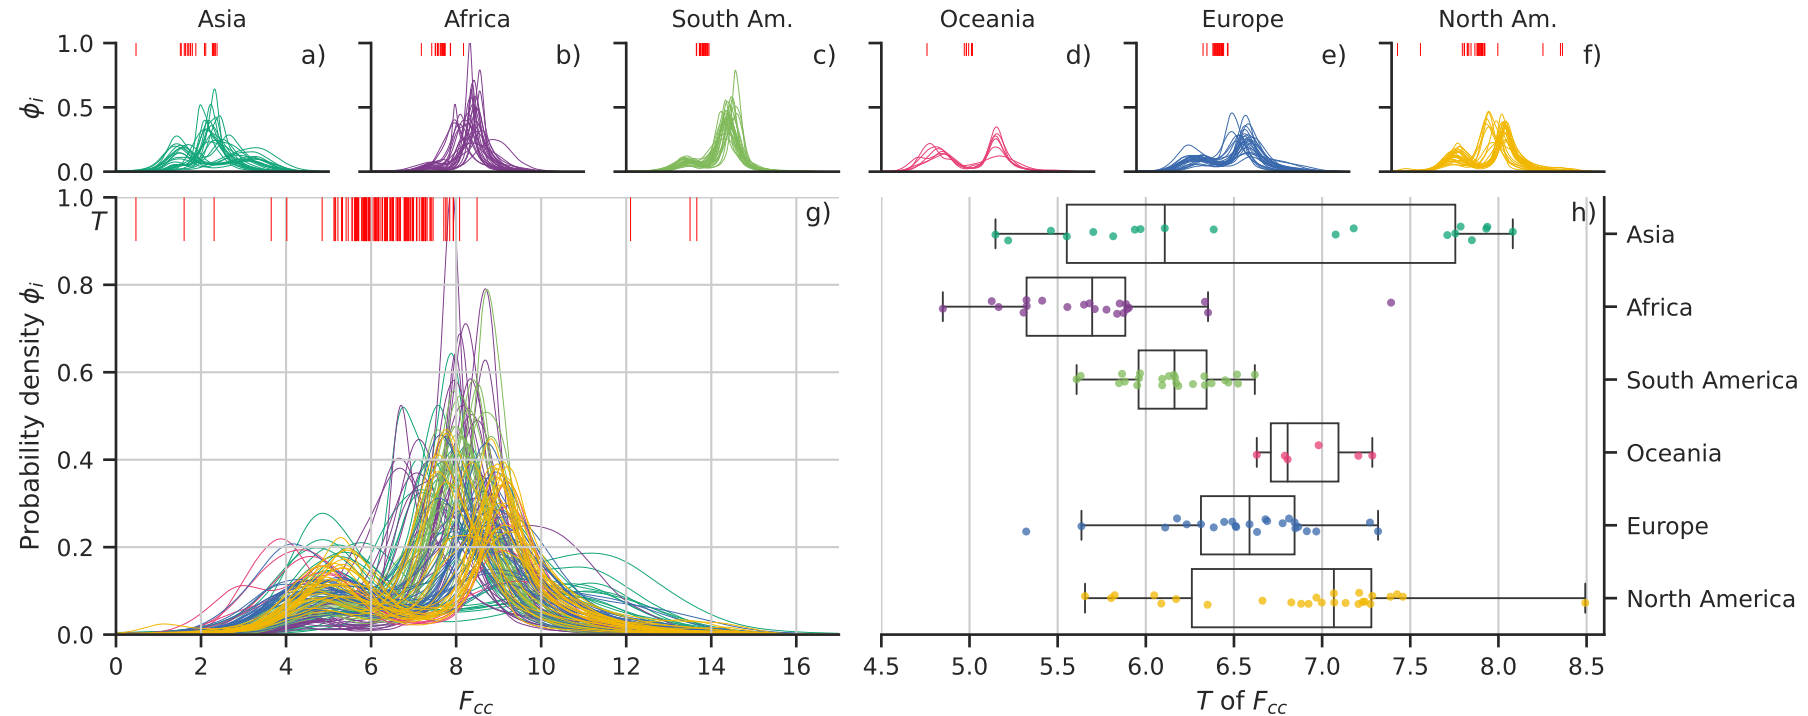 Asia Africa South Am. Oceania Europe North Am.
1.0 a) b) c) d) e) f)
ϕi 0.5
0.0
1.0 T g) h)
Probability density ϕi
0.8
0.6
0.4
0.2
0.0
0 2 4 6 8 10 12 14 16
Fcc
Asia
Africa
South America
Oceania
Europe
North America
4.5 5.0 5.5 6.0 6.5 7.0 7.5 8.0 8.5
T of Fcc